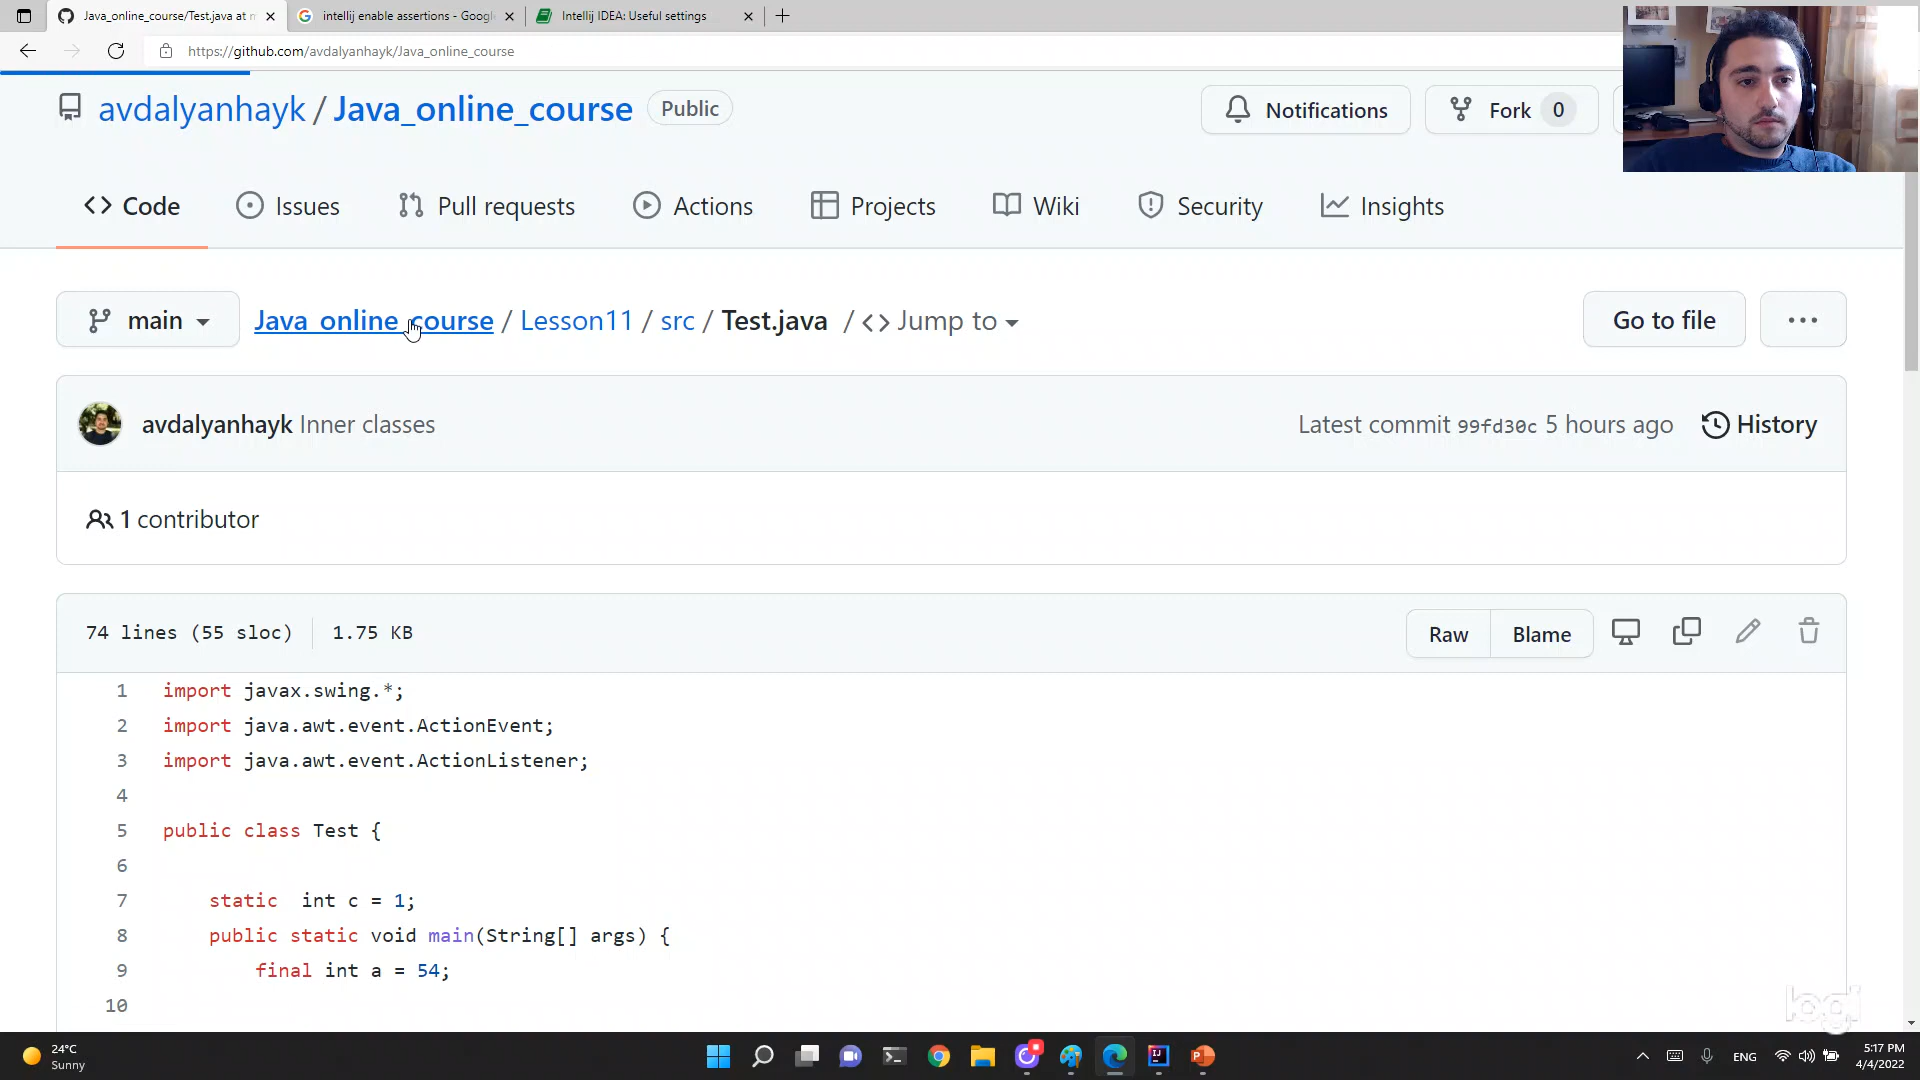 Java_online_course/Test.java at m
intellij enable assertions - Googl
Intellij IDEA: Useful settings
https://github.com/avdalyanhayk/Java_online_course
avdalyanhayk / Java_online_course Public
Notifications
Fork 0
Code Issues Pull requests Actions Projects Wiki Security Insights
main
Java_online_course / Lesson11 / src / Test.java / <> Jump to
Go to file
...
avdalyanhayk Inner classes
Latest commit 99fd30c 5 hours ago History
1 contributor
74 lines (55 sloc) 1.75 KB
Raw Blame
1 import javax.swing.*;
2 import java.awt.event.ActionEvent;
3 import java.awt.event.ActionListener;
4
5 public class Test {
6
7 static  int c = 1;
8 public static void main(String[] args) {
9 final int a = 54;
10
logi
24°C
Sunny
ENG
5:17 PM
4/4/2022